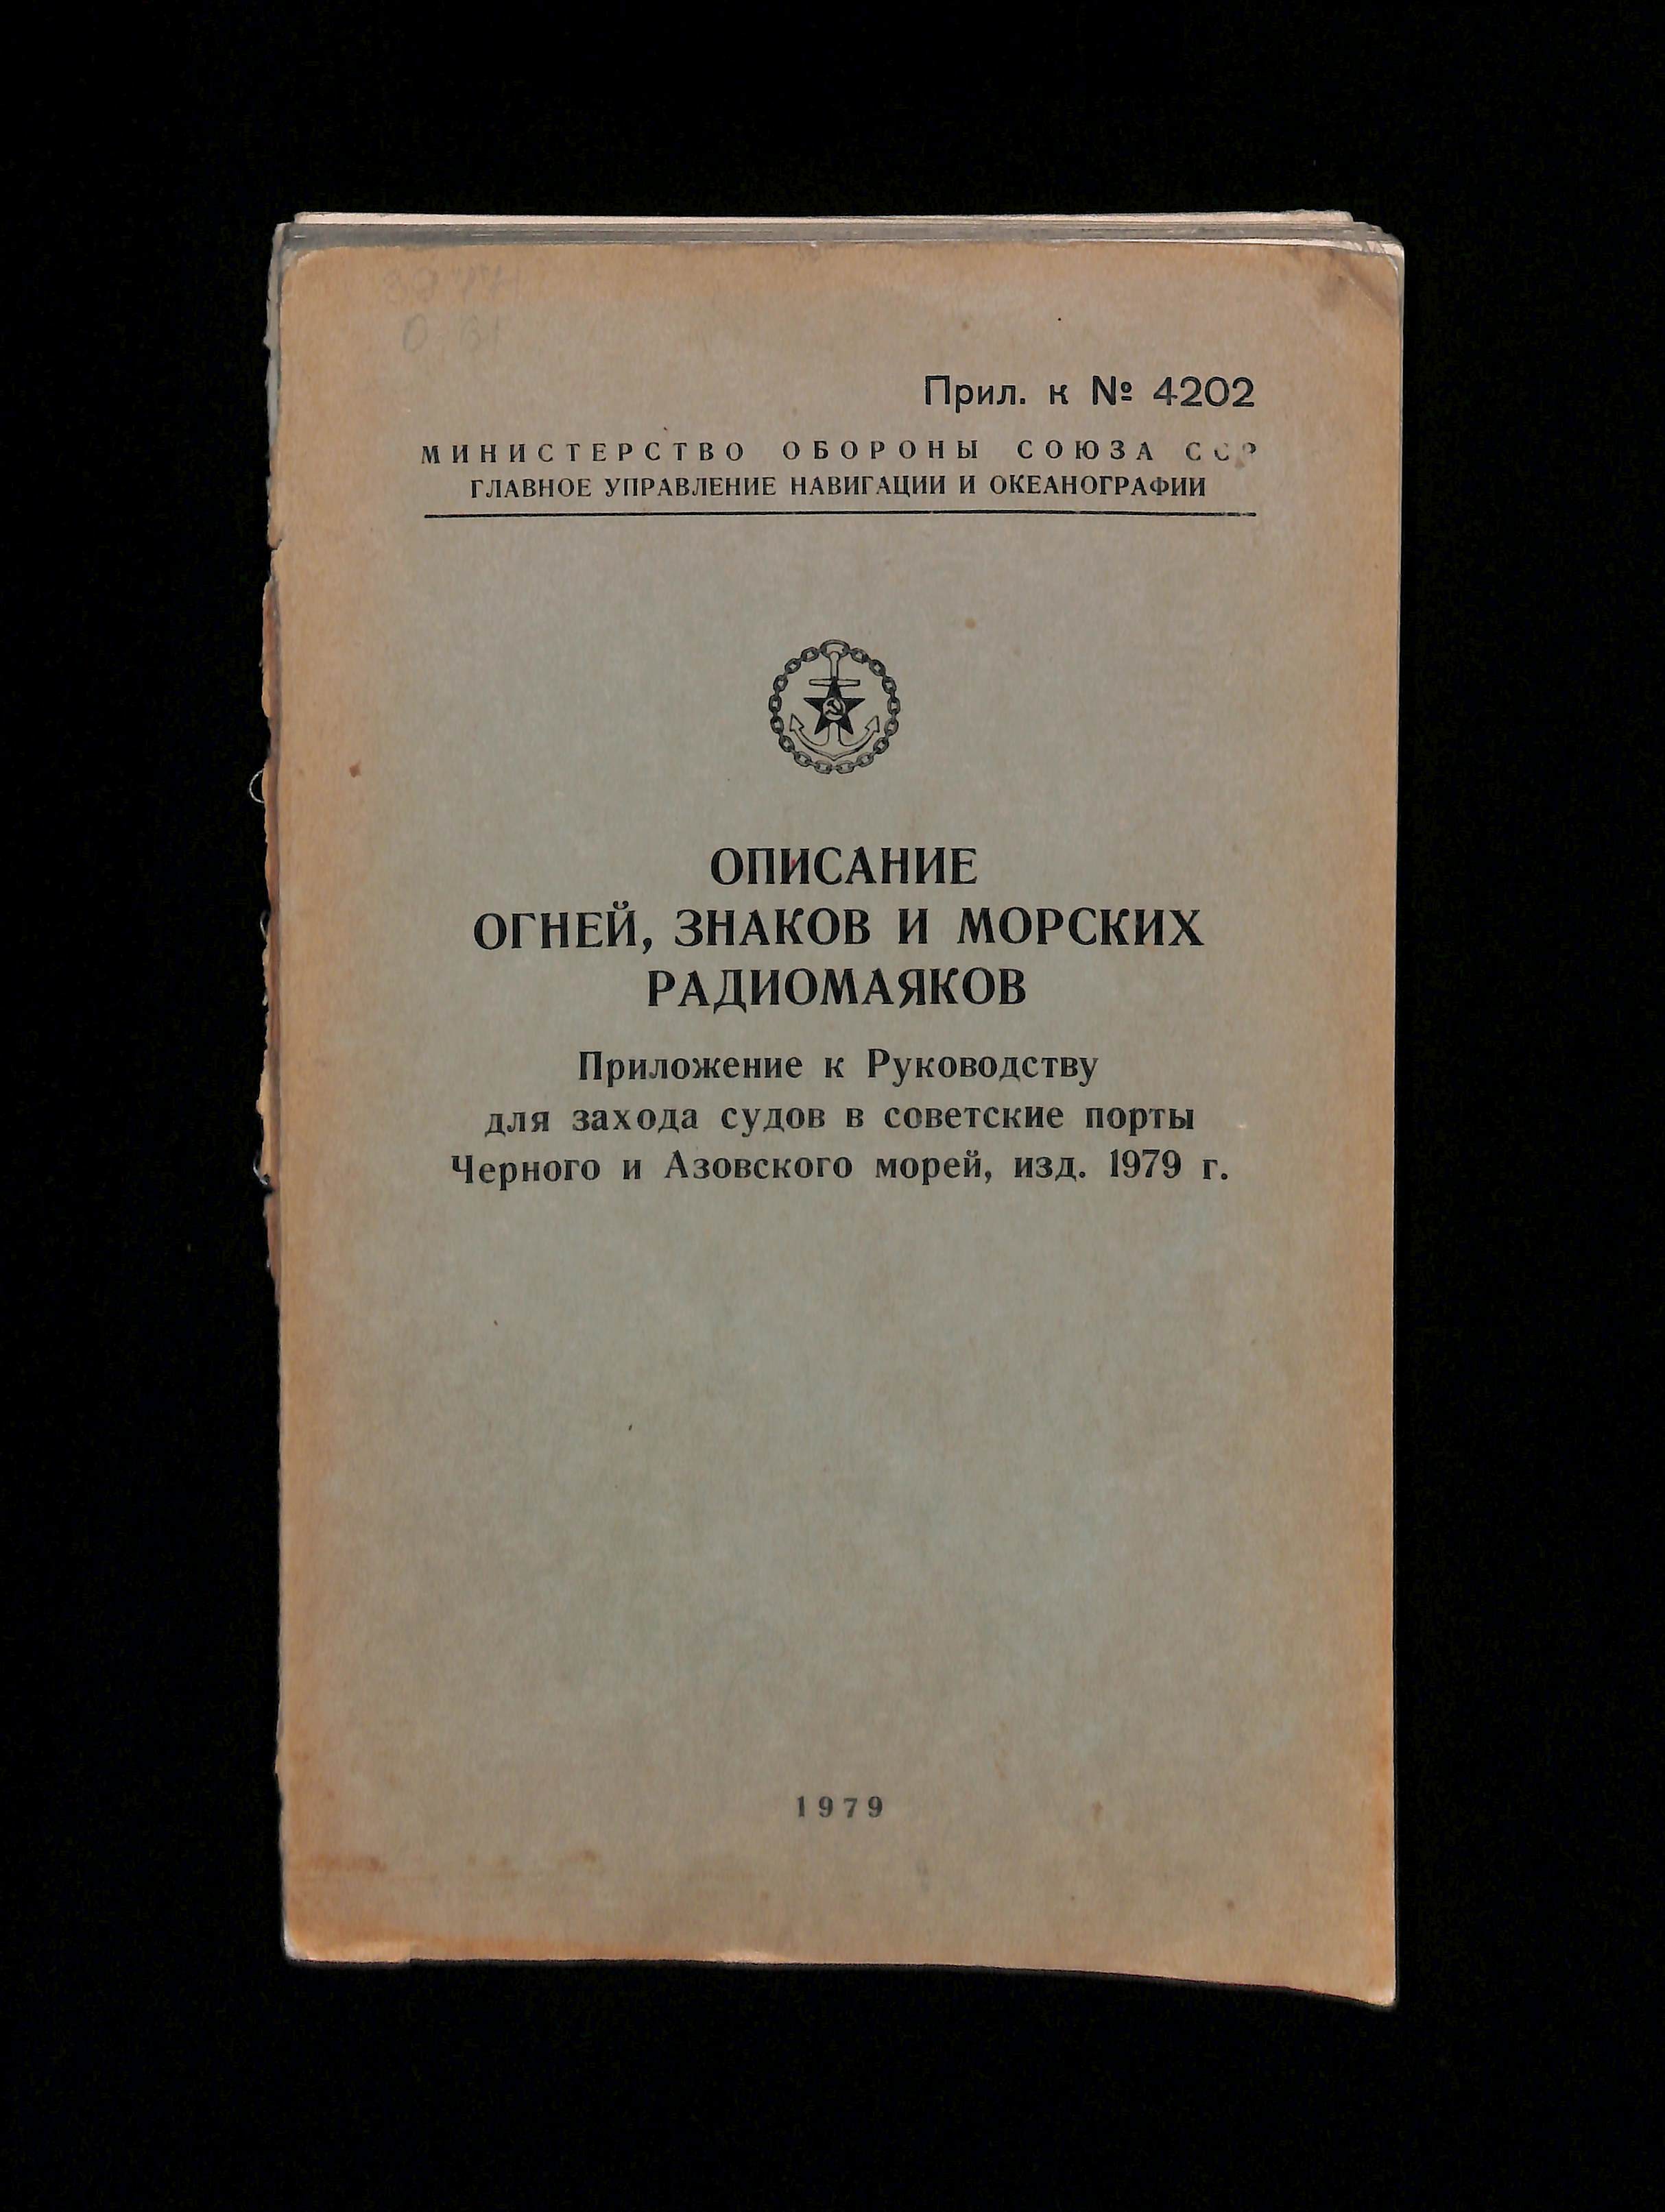 Прил. к № 4202
МИНИСТЕРСТВО ОБОРОНЫ СОЮЗА ССР
ГЛАВНОЕ УПРАВЛЕНИЕ НАВИГАЦИИ И ОКЕАНОГРАФИИ
ОПИСАНИЕ
ОГНЕЙ, ЗНАКОВ И МОРСКИХ
РАДИОМАЯКОВ
Приложение к Руководству
для захода судов в советские порты
Черного и Азовского морей, изд. 1979 г.
1979